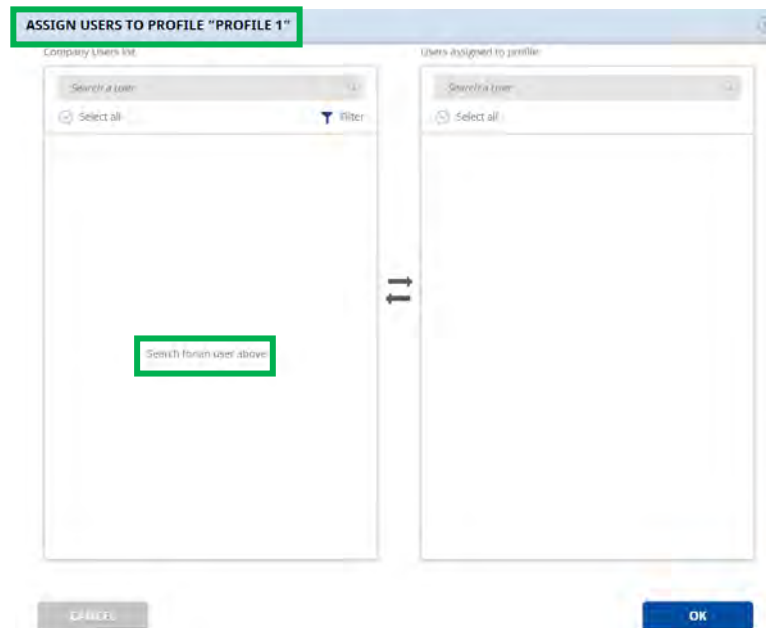 ASSIGN USERS TO PROFILE "PROFILE 1"
Company Users list
Users assigned to profile
Search a user
Search a user
Select all
Filter
Select all
Search for an user above
CANCEL
OK